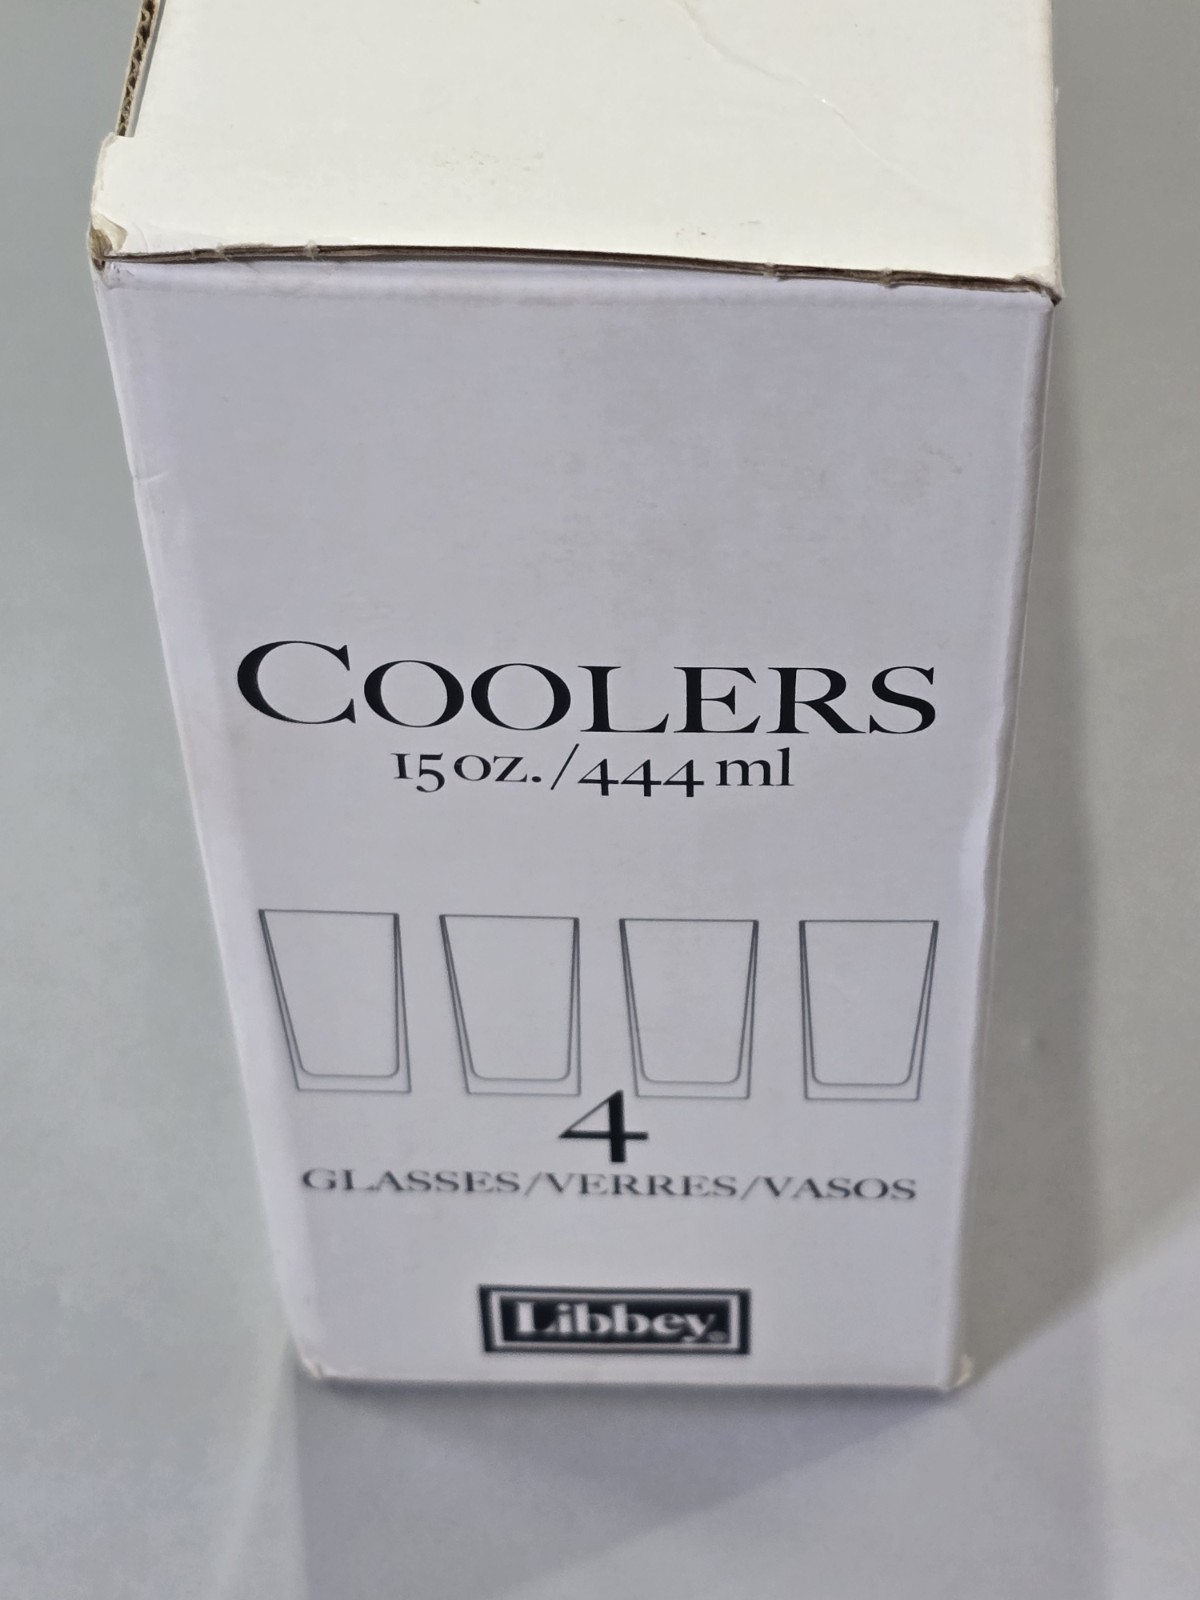 COOLERS
15 oz./444 ml
4
GLASSES/VERRES/VASOS
Libbey®